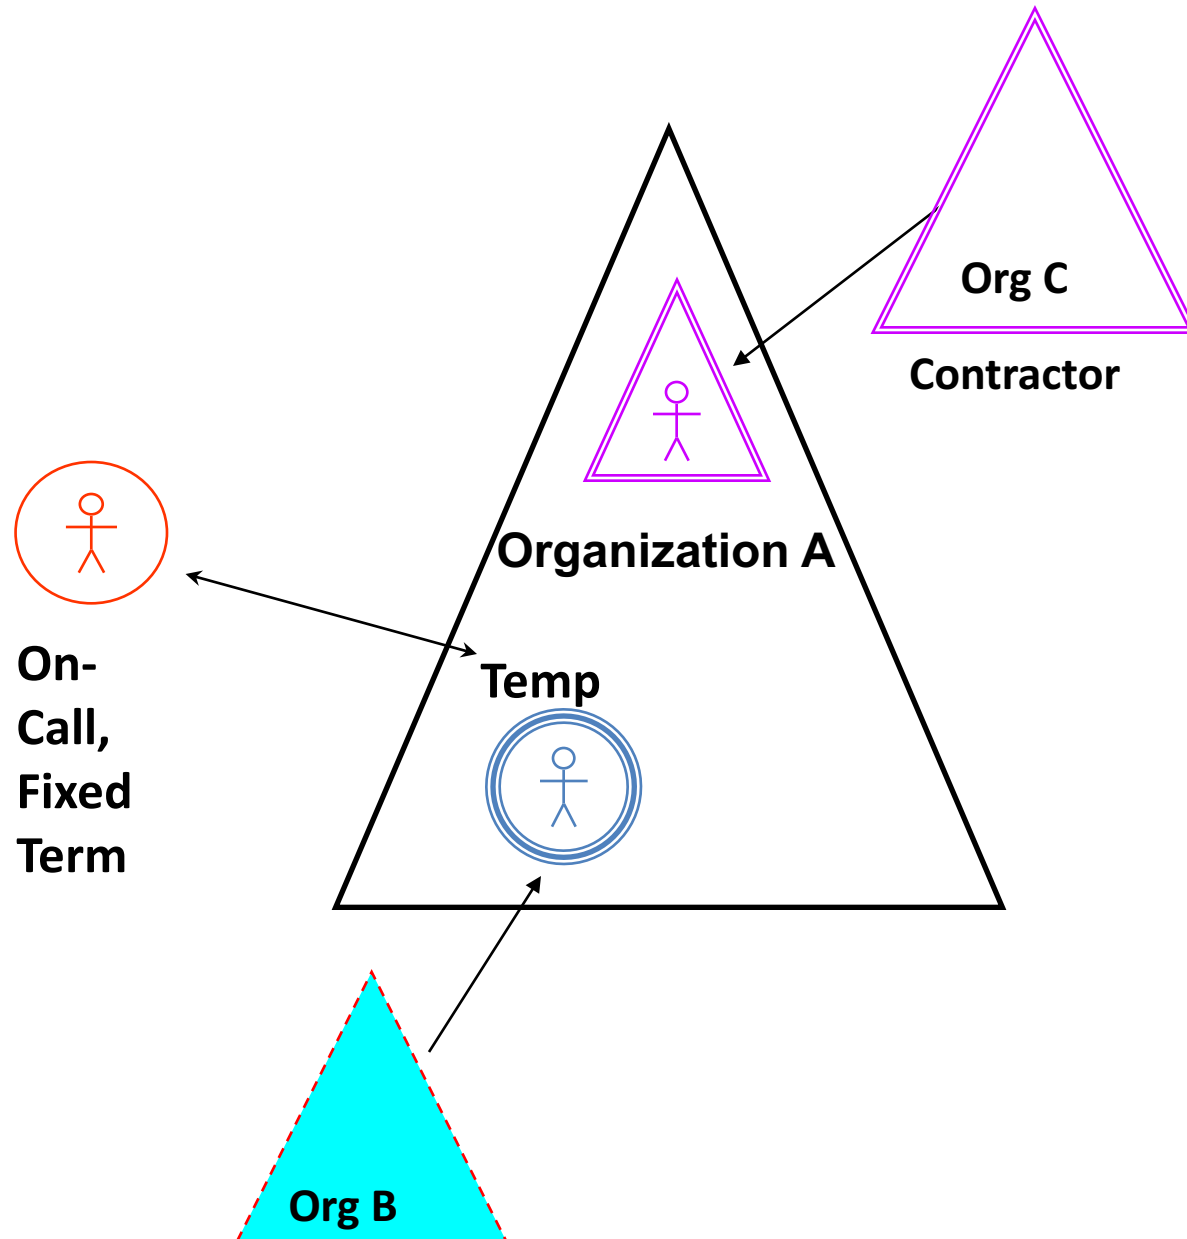 Org C
Contractor
Organization A
On-
Call,
Fixed
Term
Temp
Org B